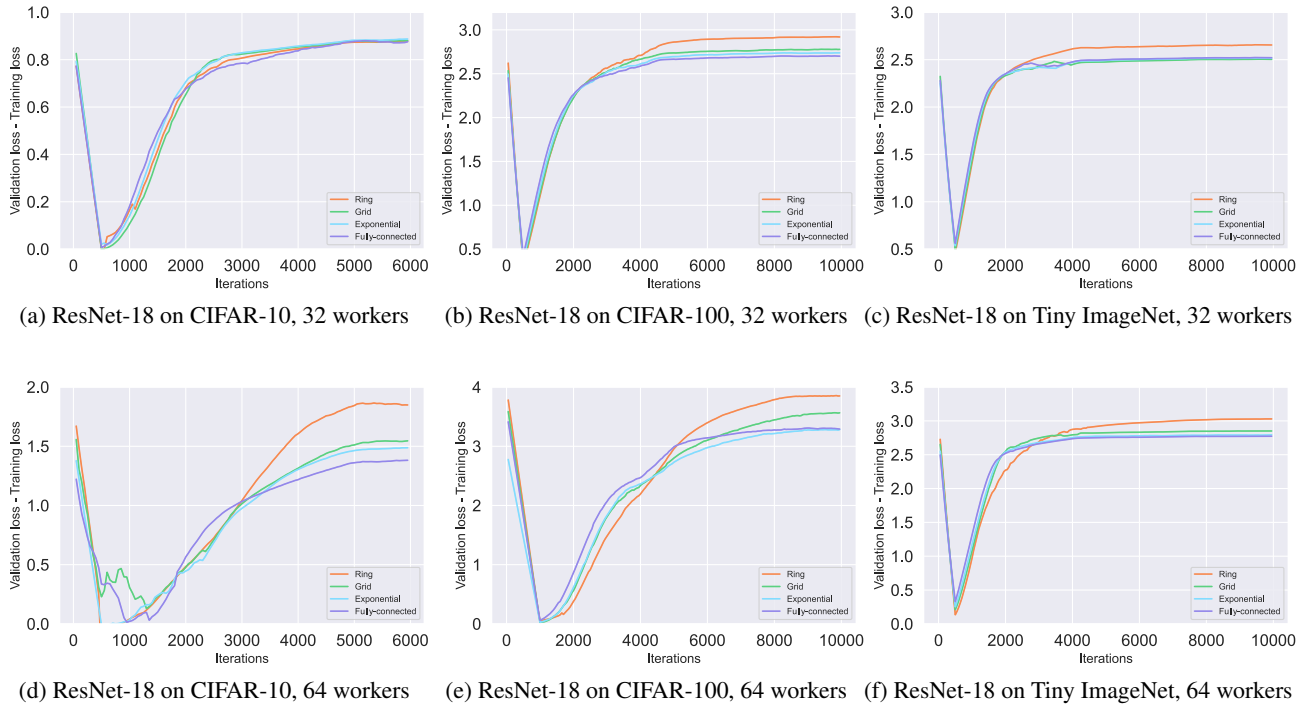 1.0
0.8
0.6
0.4
0.2
0.0
Validation loss - Training loss
0 1000 2000 3000 4000 5000 6000
Iterations
Ring
Grid
Exponential
Fully-connected
(a) ResNet-18 on CIFAR-10, 32 workers
3.0
2.5
2.0
1.5
1.0
0.5
Validation loss - Training loss
0 2000 4000 6000 8000 10000
Iterations
Ring
Grid
Exponential
Fully-connected
(b) ResNet-18 on CIFAR-100, 32 workers
3.0
2.5
2.0
1.5
1.0
0.5
Validation loss - Training loss
0 2000 4000 6000 8000 10000
Iterations
Ring
Grid
Exponential
Fully-connected
(c) ResNet-18 on Tiny ImageNet, 32 workers
2.0
1.5
1.0
0.5
0.0
Validation loss - Training loss
0 1000 2000 3000 4000 5000 6000
Iterations
Ring
Grid
Exponential
Fully-connected
(d) ResNet-18 on CIFAR-10, 64 workers
4
3
2
1
0
Validation loss - Training loss
0 2000 4000 6000 8000 10000
Iterations
Ring
Grid
Exponential
Fully-connected
(e) ResNet-18 on CIFAR-100, 64 workers
3.5
3.0
2.5
2.0
1.5
1.0
0.5
0.0
Validation loss - Training loss
0 2000 4000 6000 8000 10000
Iterations
Ring
Grid
Exponential
Fully-connected
(f) ResNet-18 on Tiny ImageNet, 64 workers